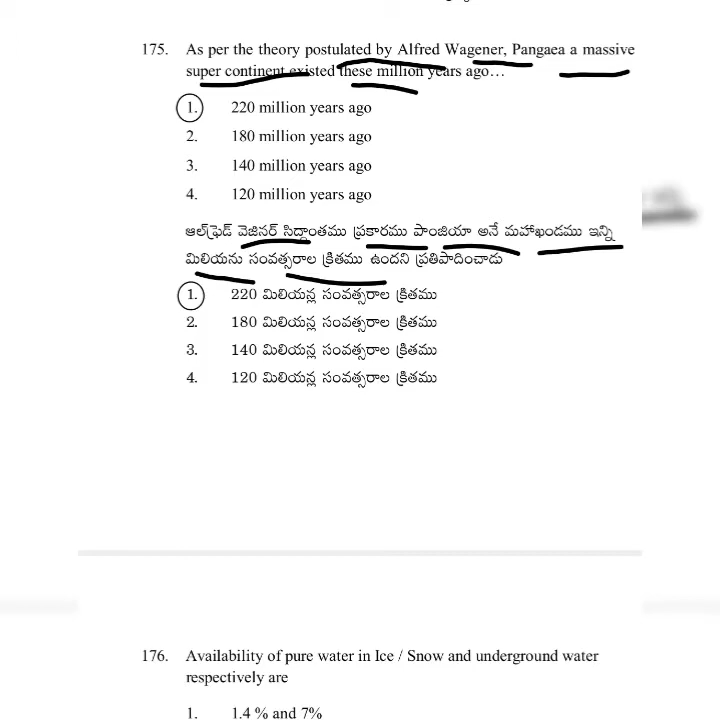 175. As per the theory postulated by Alfred Wagener, Pangaea a massive
super continent existed these million years ago...
1. 220 million years ago
2. 180 million years ago
3. 140 million years ago
4. 120 million years ago
ఆల్‌ఫ్రెడ్ వెజినర్ సిద్దాంతము ప్రకారము పాంజియా అనే మహాఖండము ఇన్ని
మిలియను సంవత్సరాల క్రితము ఉందని ప్రతిపాదించాడు
1. 220 మిలియన్ల సంవత్సరాల క్రితము
2. 180 మిలియన్ల సంవత్సరాల క్రితము
3. 140 మిలియన్ల సంవత్సరాల క్రితము
4. 120 మిలియన్ల సంవత్సరాల క్రితము
176. Availability of pure water in Ice / Snow and underground water
respectively are
1. 1.4 % and 7%